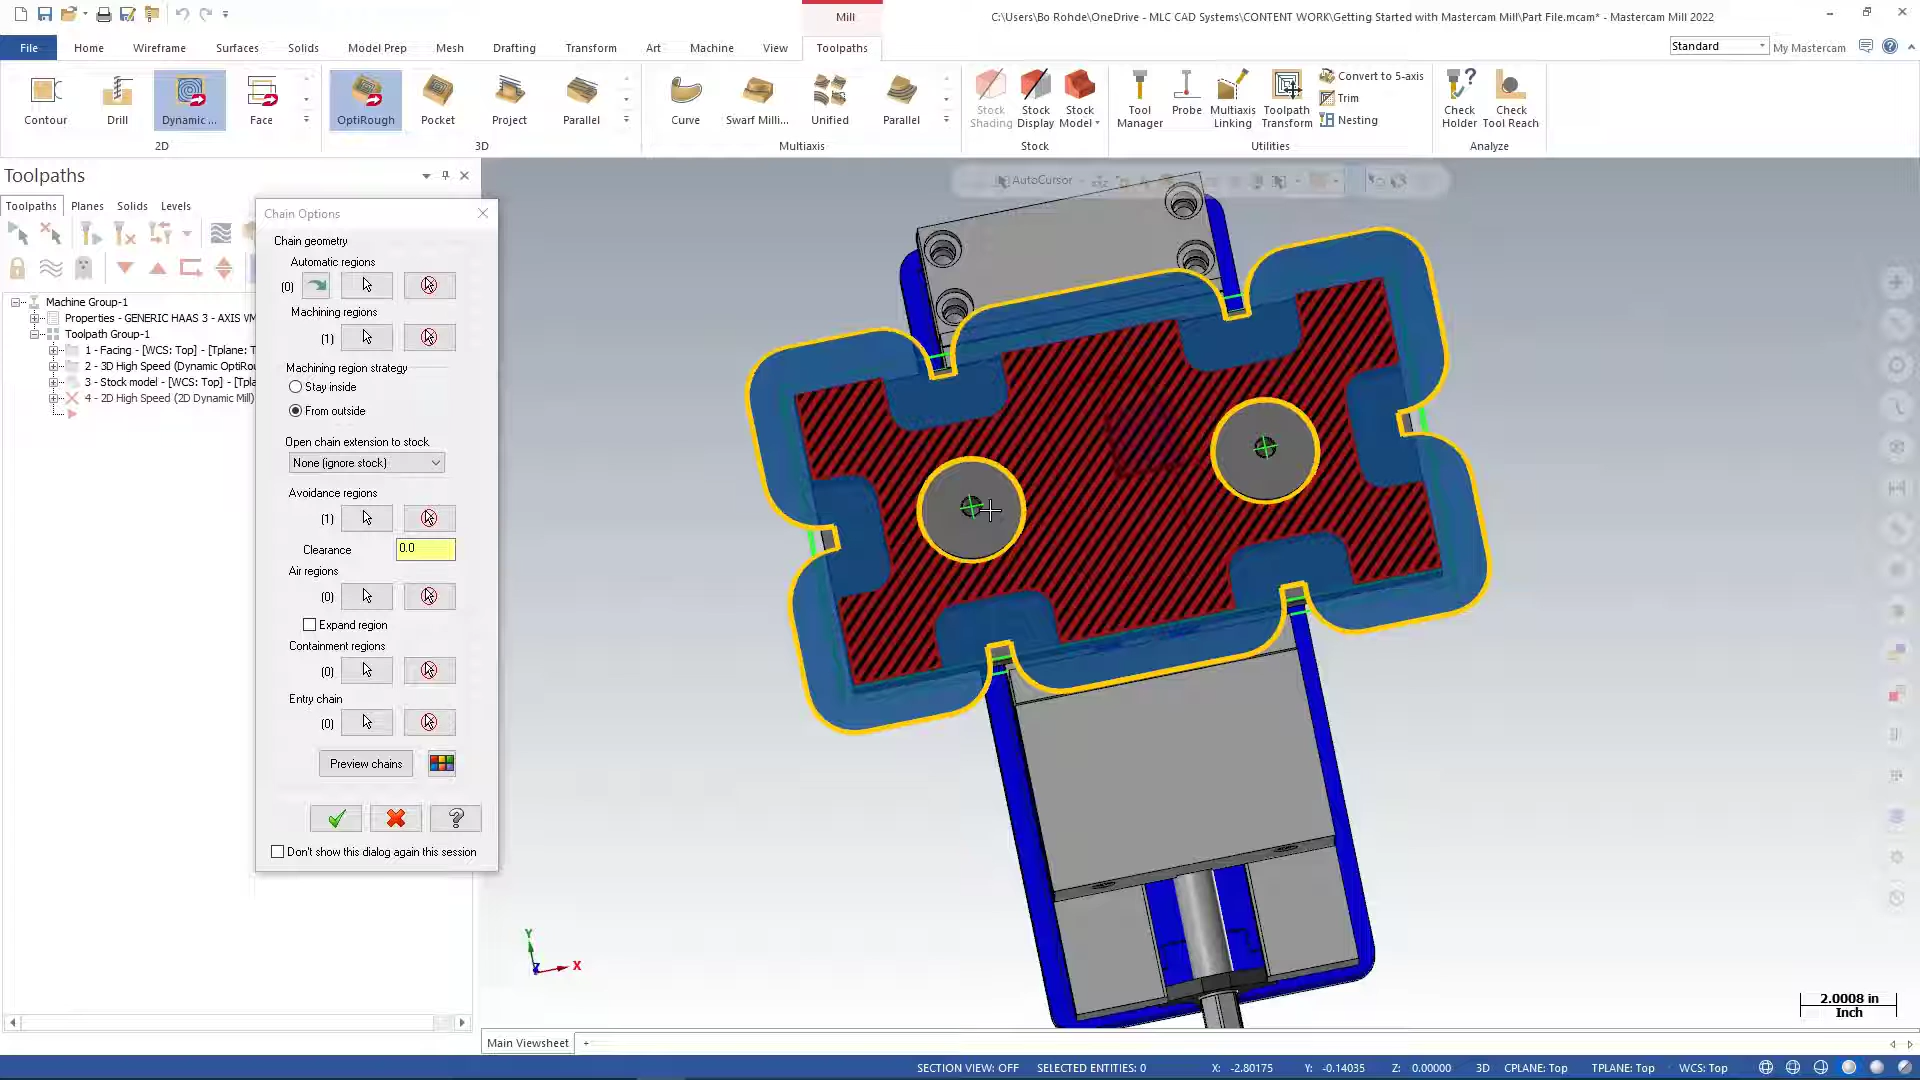 Mill
C:\Users\Bo Rohde\OneDrive - MLC CAD Systems\CONTENT WORK\Getting Started with Mastercam Mill\Part File.mcam* - Mastercam Mill 2022
File
Home
Wireframe
Surfaces
Solids
Model Prep
Mesh
Drafting
Transform
Art
Machine
View
Toolpaths
Standard
My Mastercam
Contour
Drill
Dynamic ...
Face
2D
OptiRough
Pocket
Project
Parallel
3D
Curve
Swarf Milli...
Unified
Parallel
Multiaxis
Stock
Shading
Stock
Display
Stock
Model
Stock
Tool
Manager
Probe
Multiaxis
Linking
Toolpath
Transform
Convert to 5-axis
Trim
Nesting
Utilities
Check
Holder
Check
Tool Reach
Analyze
Toolpaths
Toolpaths
Planes
Solids
Levels
Machine Group-1
Properties - GENERIC HAAS 3 - AXIS VM
Toolpath Group-1
1 - Facing - [WCS: Top] - [Tplane: T
2 - 3D High Speed (Dynamic OptiRou
3 - Stock model - [WCS: Top] - [Tpla
4 - 2D High Speed (2D Dynamic Mill)
Chain Options
Chain geometry
Automatic regions
(0)
Machining regions
(1)
Machining region strategy
Stay inside
From outside
Open chain extension to stock
None (ignore stock)
Avoidance regions
(1)
Clearance
0.0
Air regions
(0)
Expand region
Containment regions
(0)
Entry chain
(0)
Preview chains
?
Don't show this dialog again this session
AutoCursor
Y
X
Z
2.0008 in
Inch
Main Viewsheet
+
SECTION VIEW: OFF
SELECTED ENTITIES: 0
X: -2.80175
Y: -0.14035
Z: 0.00000
3D
CPLANE: Top
TPLANE: Top
WCS: Top